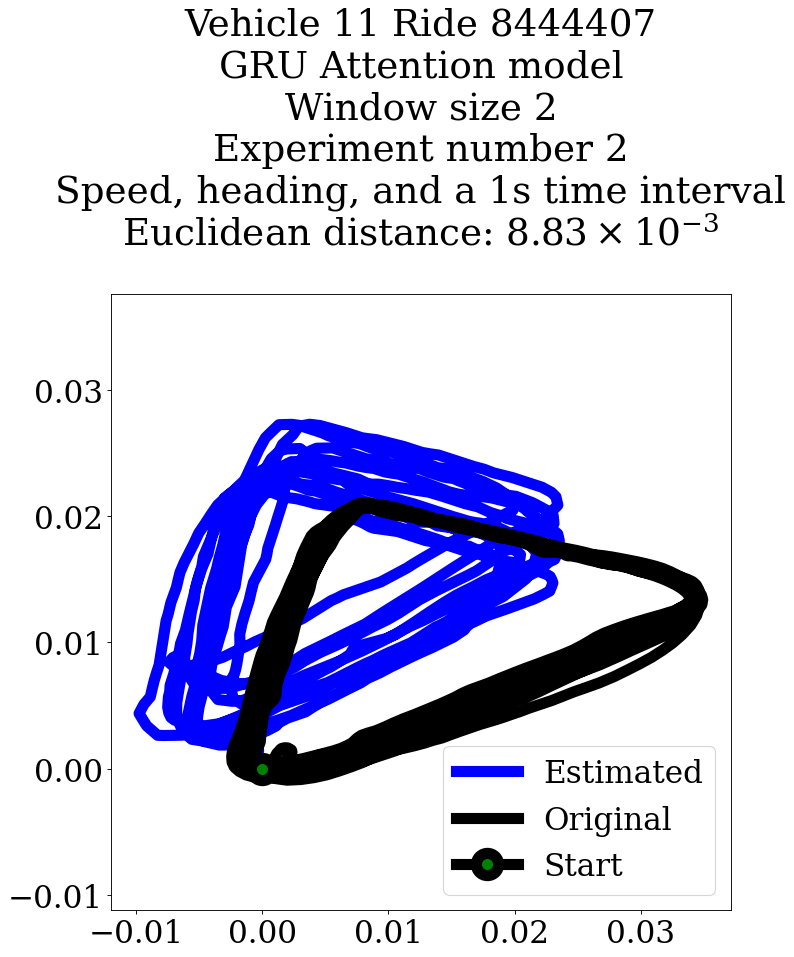 Vehicle 11 Ride 8444407
GRU Attention model
Window size 2
Experiment number 2
Speed, heading, and a 1s time interval
Euclidean distance: 8.83 × 10⁻³
0.03
0.02
0.01
0.00
−0.01
−0.01 0.00 0.01 0.02 0.03
Estimated
Original
Start